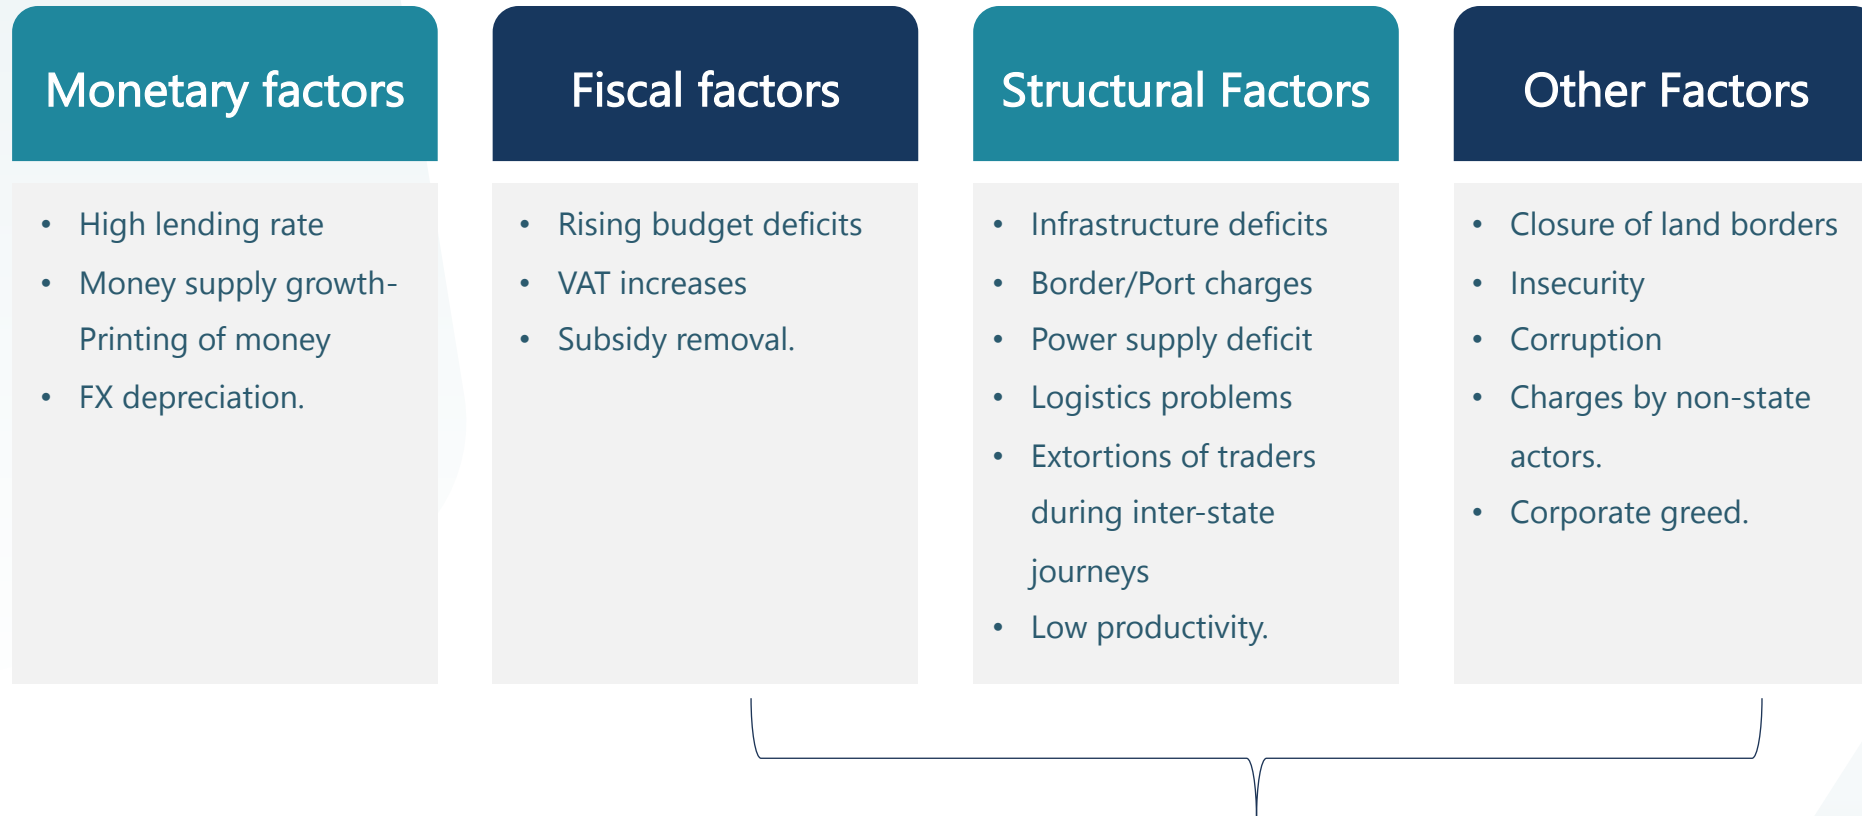 Monetary factors
• High lending rate
• Money supply growth-
Printing of money
• FX depreciation.
Fiscal factors
• Rising budget deficits
• VAT increases
• Subsidy removal.
Structural Factors
• Infrastructure deficits
• Border/Port charges
• Power supply deficit
• Logistics problems
• Extortions of traders
during inter-state
journeys
• Low productivity.
Other Factors
• Closure of land borders
• Insecurity
• Corruption
• Charges by non-state
actors.
• Corporate greed.